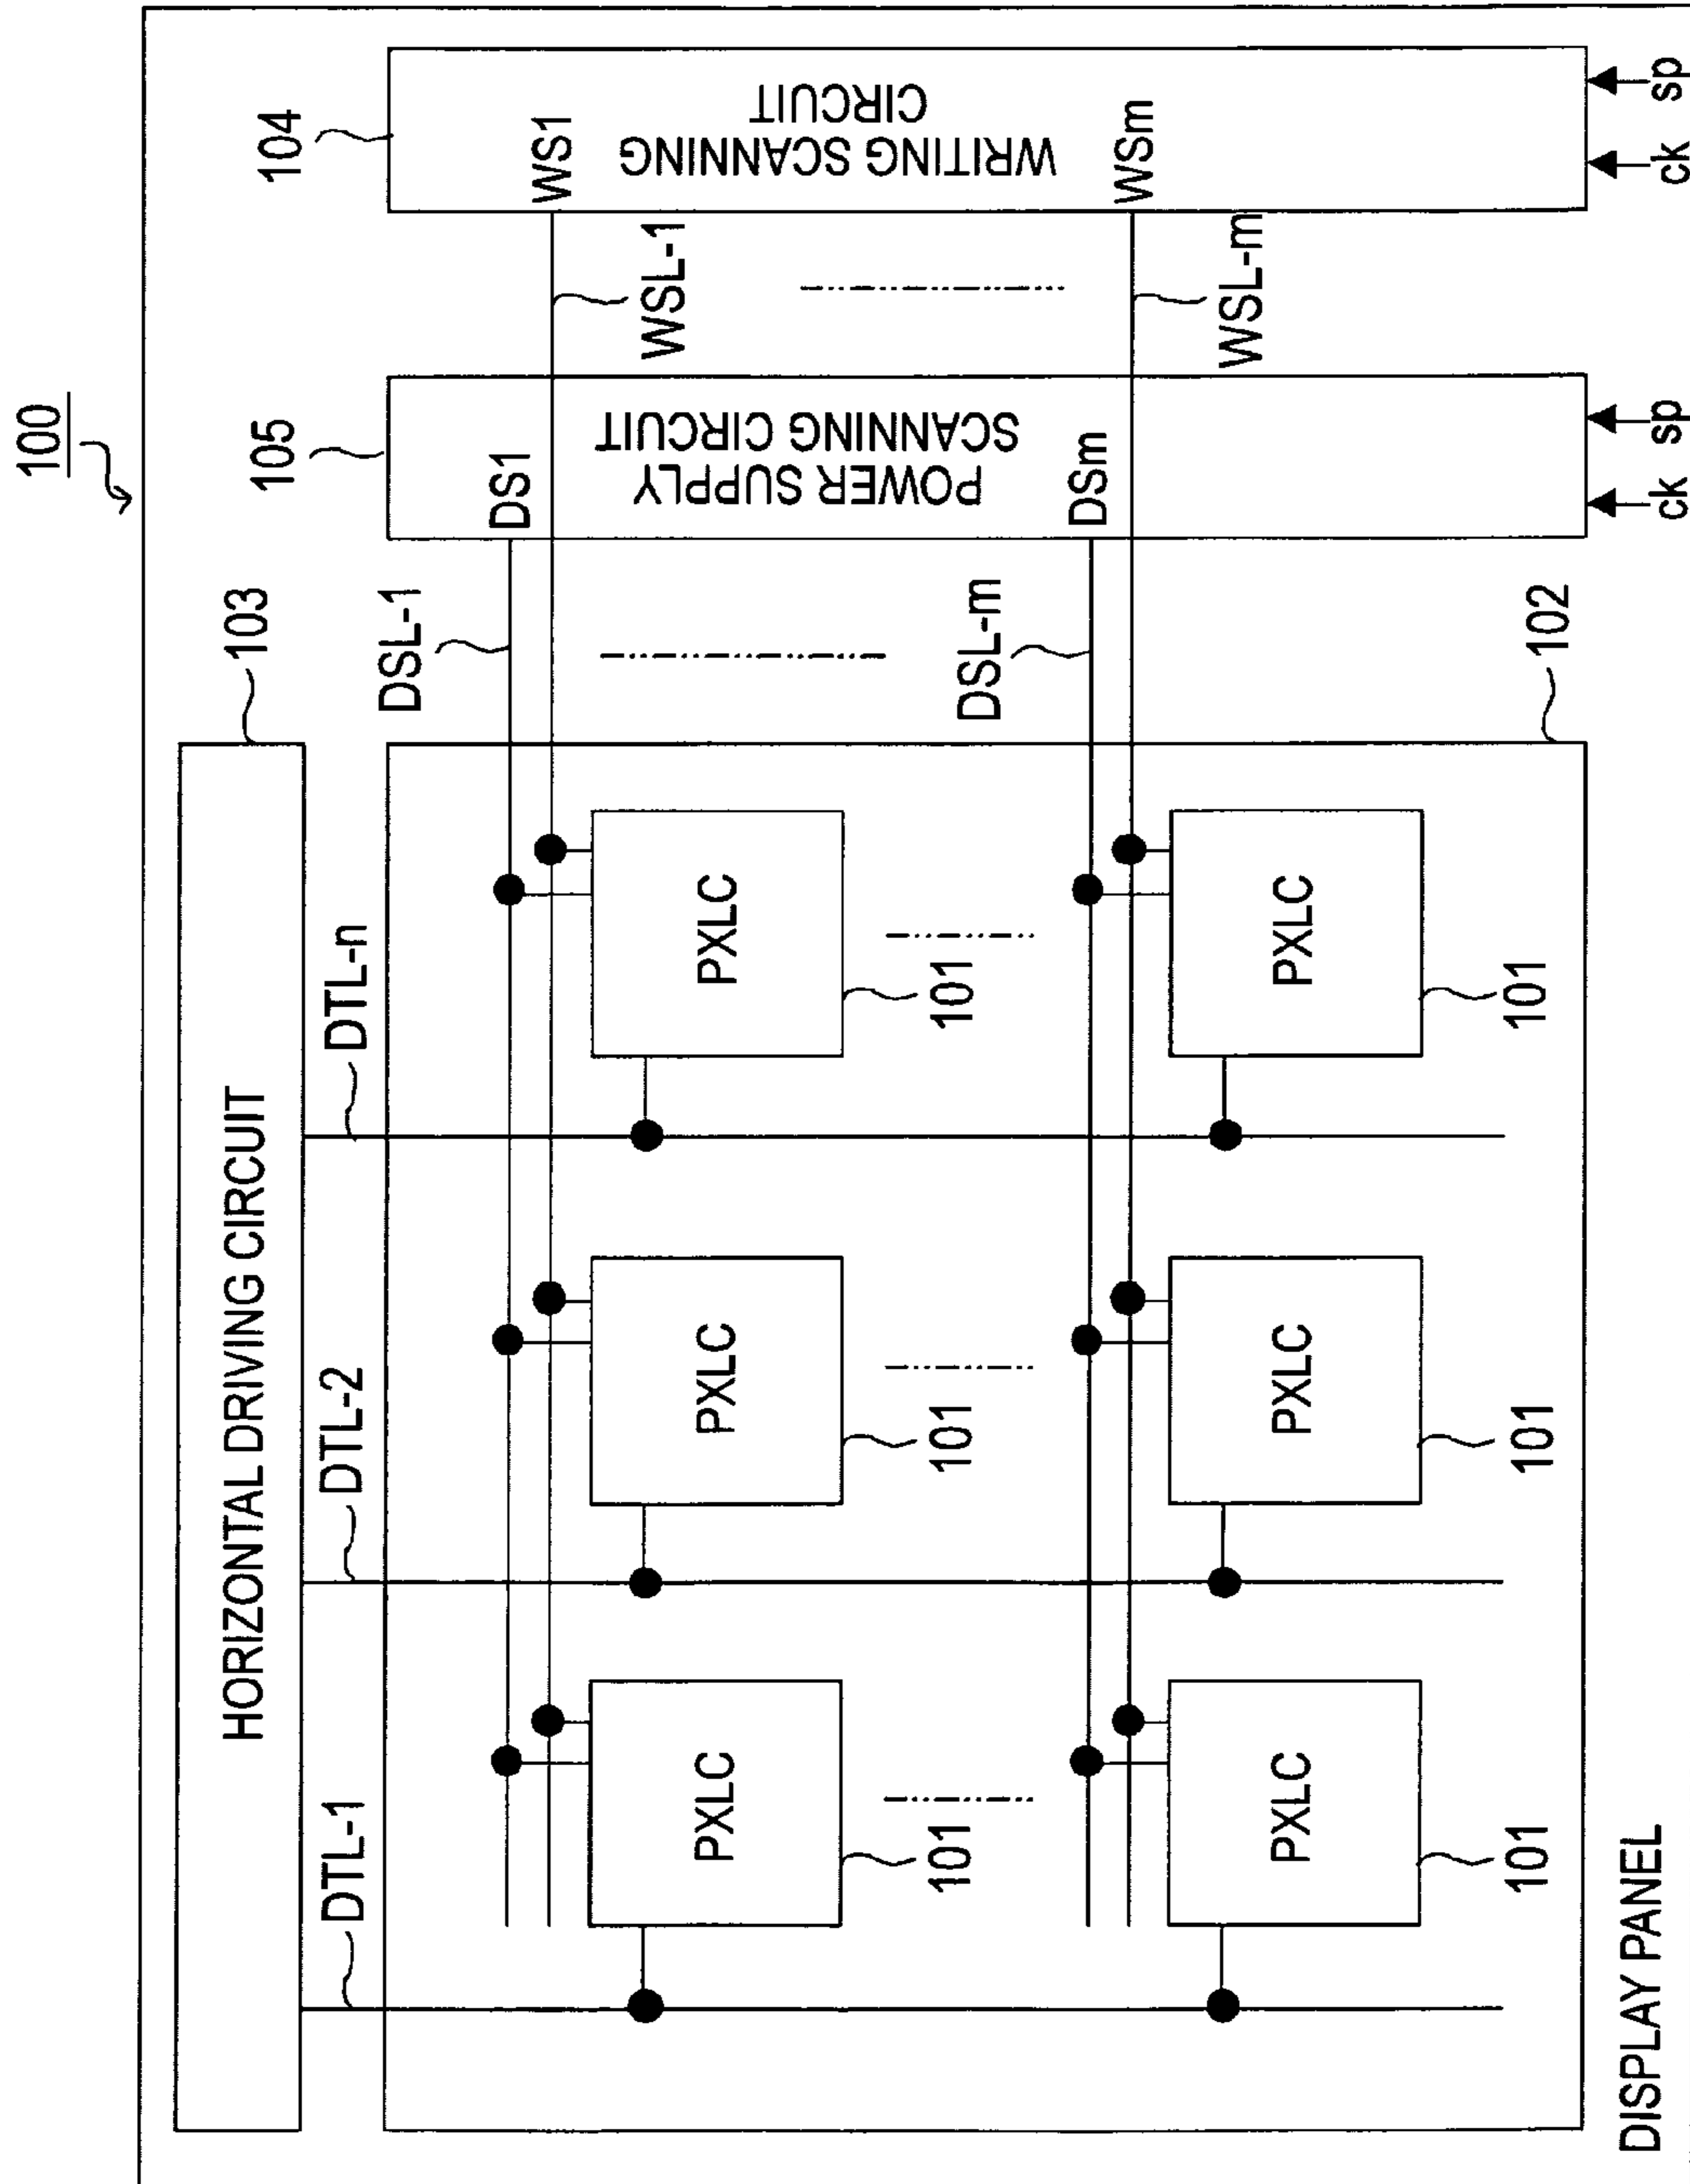 100
HORIZONTAL DRIVING CIRCUIT
103
DTL-1
DTL-2
DTL-n
105
104
DSL-1
DS1
WS1
WSL-1
POWER SUPPLY
SCANNING CIRCUIT
WRITING SCANNING
CIRCUIT
PXLC
PXLC
PXLC
101
101
101
DSL-m
DSm
WSm
WSL-m
PXLC
PXLC
PXLC
101
101
101
102
ck
sp
ck
sp
DISPLAY PANEL